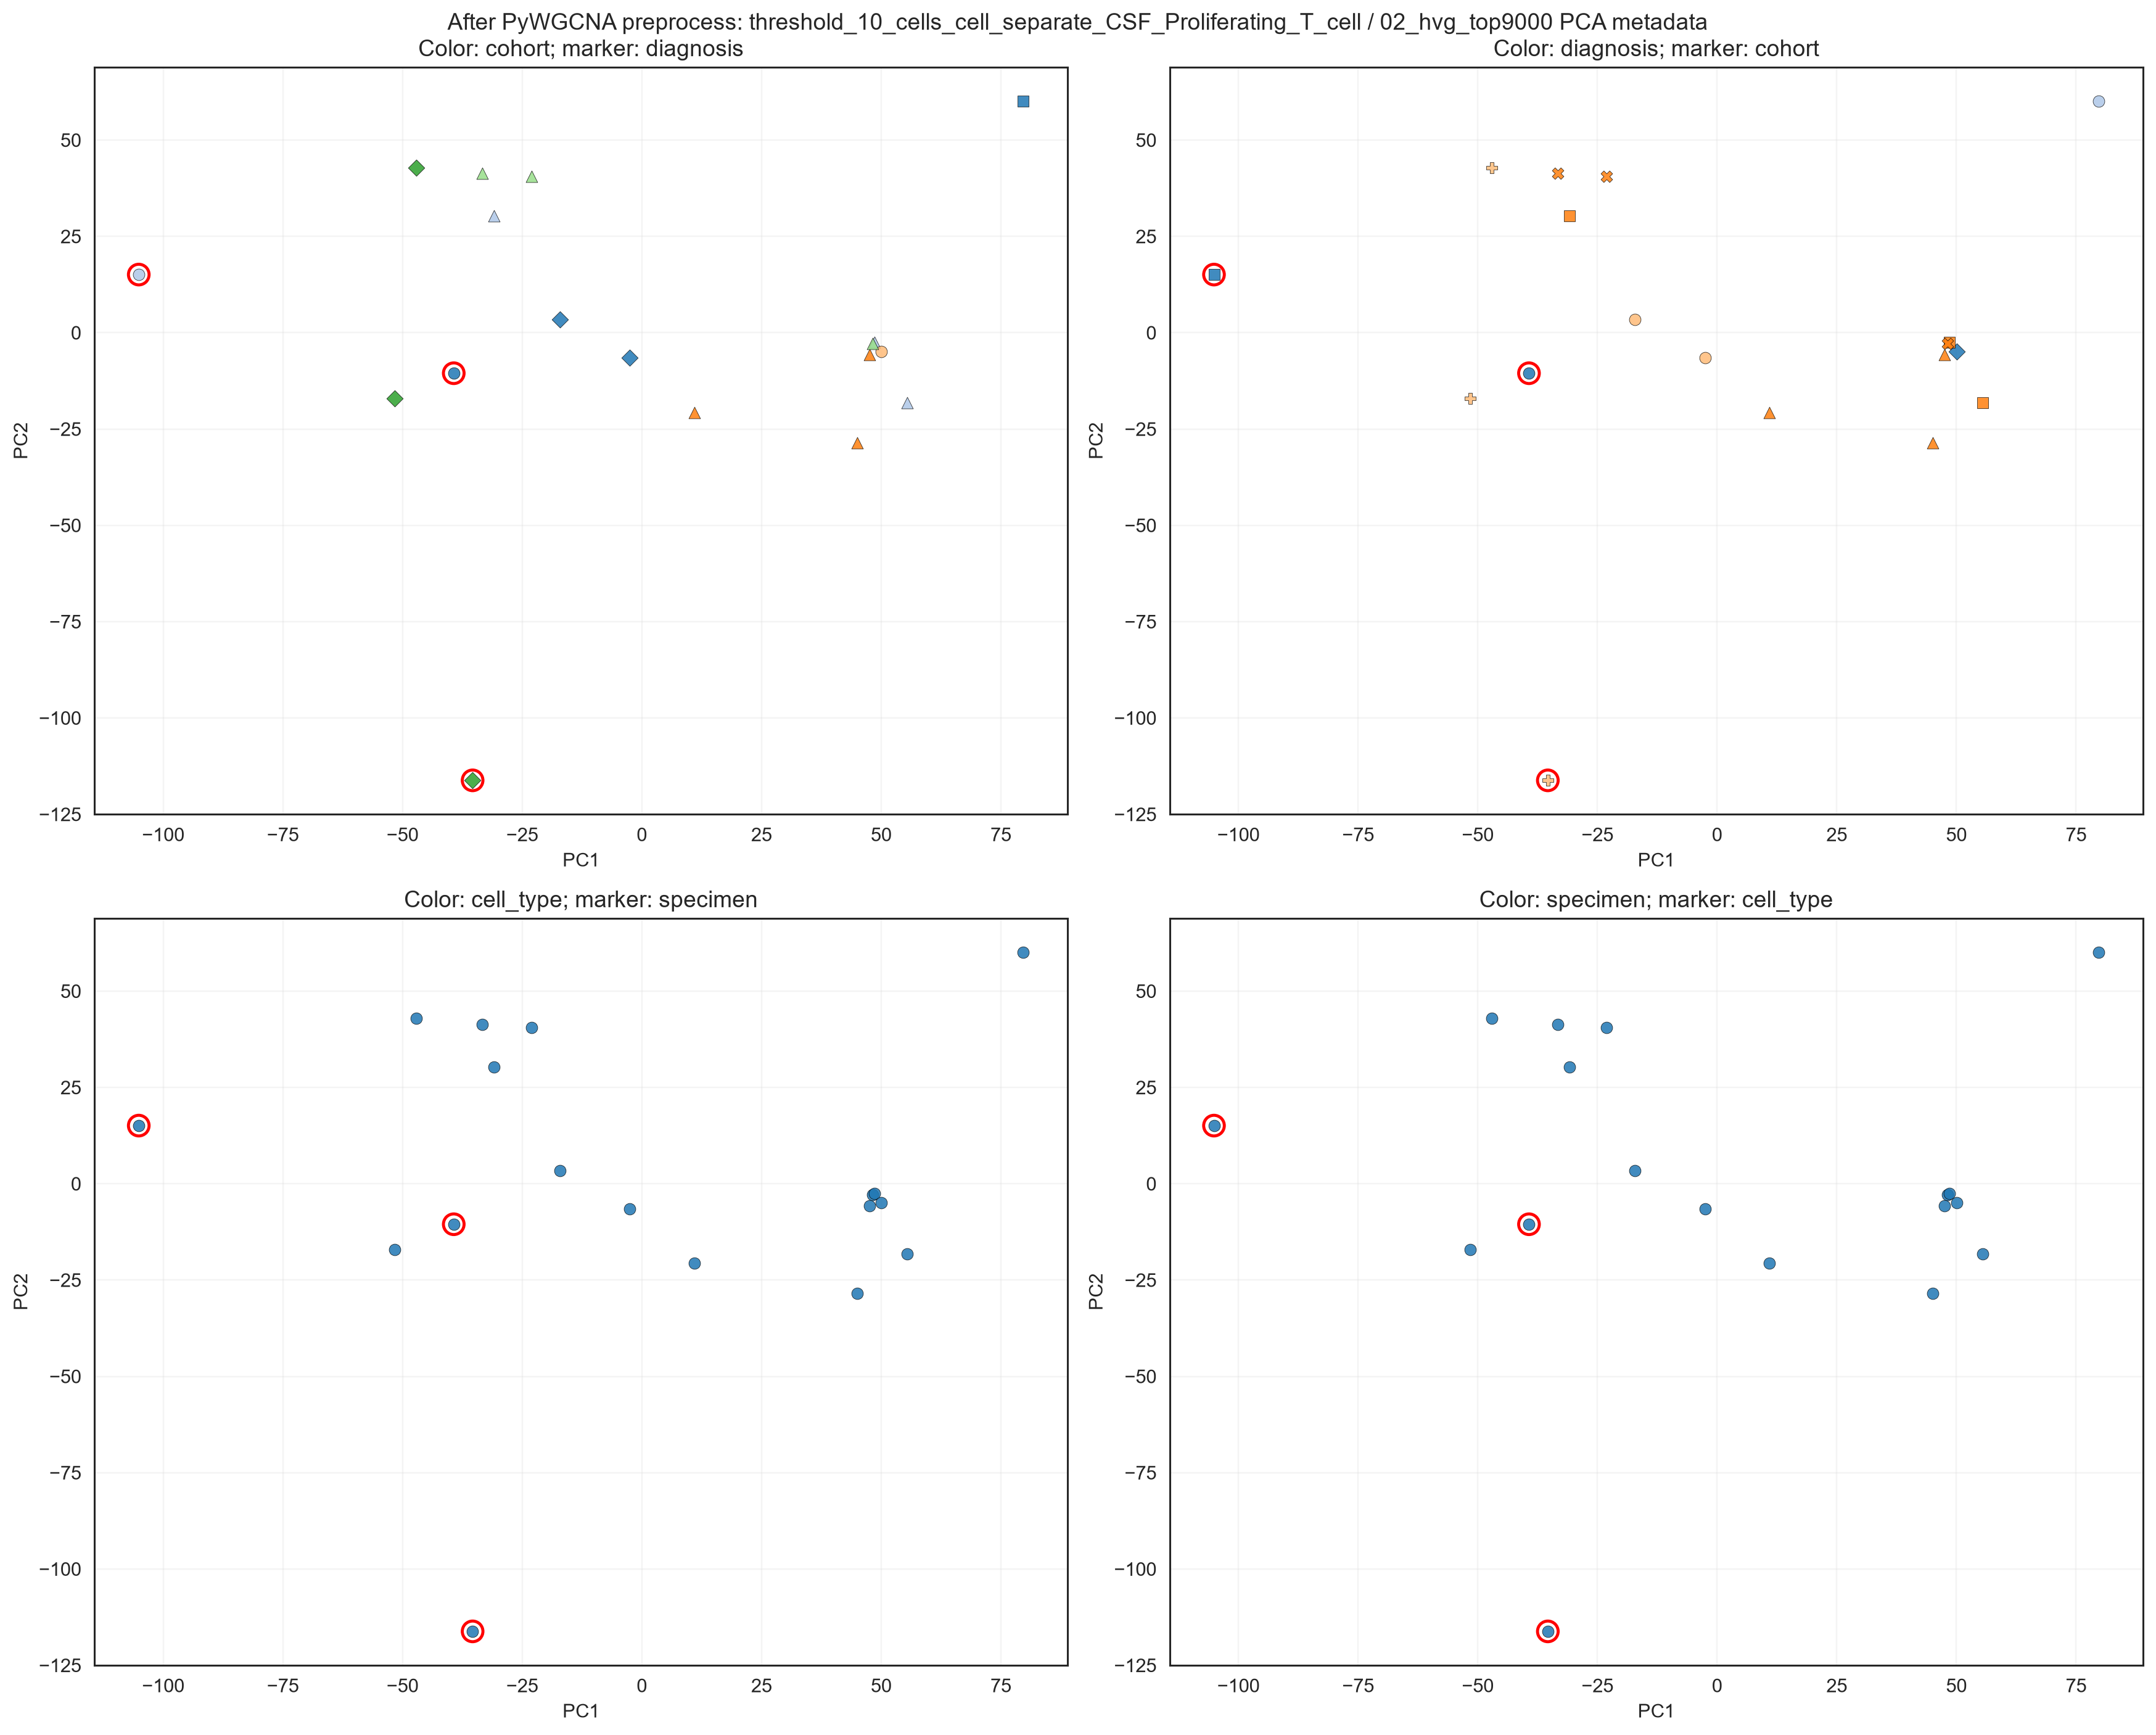 After PyWGCNA preprocess: threshold_10_cells_cell_separate_CSF_Proliferating_T_cell / 02_hvg_top9000 PCA metadata
Color: cohort; marker: diagnosis
Color: diagnosis; marker: cohort
50
25
0
−25
−50
−75
−100
−125
PC2
−100 −75 −50 −25 0 25 50 75
PC1
50
25
0
−25
−50
−75
−100
−125
PC2
−100 −75 −50 −25 0 25 50 75
PC1
Color: cell_type; marker: specimen
Color: specimen; marker: cell_type
50
25
0
−25
−50
−75
−100
−125
PC2
−100 −75 −50 −25 0 25 50 75
PC1
50
25
0
−25
−50
−75
−100
−125
PC2
−100 −75 −50 −25 0 25 50 75
PC1